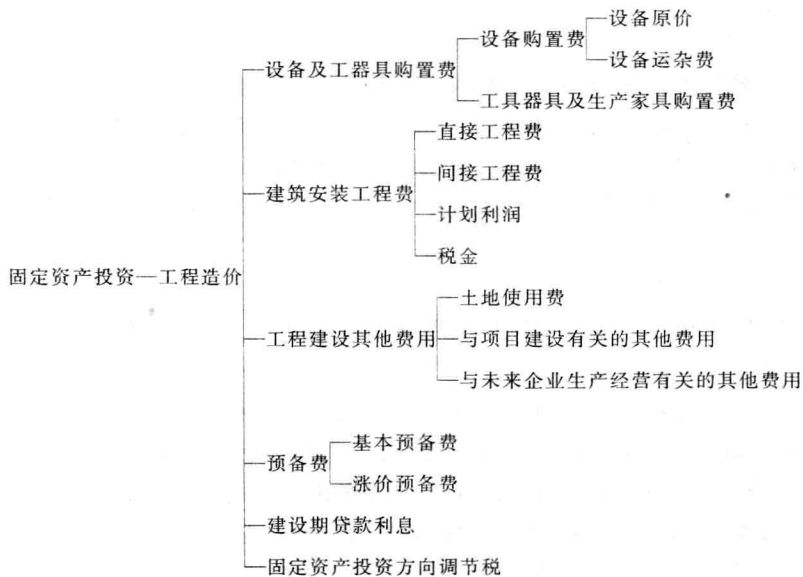 设备原价
设备购置费
设备运杂费
设备及工器具购置费
工具器具及生产家具购置费
直接工程费
间接工程费
建筑安装工程费
计划利润
税金
固定资产投资—工程造价
土地使用费
工程建设其他费用
与项目建设有关的其他费用
与未来企业生产经营有关的其他费用
基本预备费
预备费
涨价预备费
建设期贷款利息
固定资产投资方向调节税